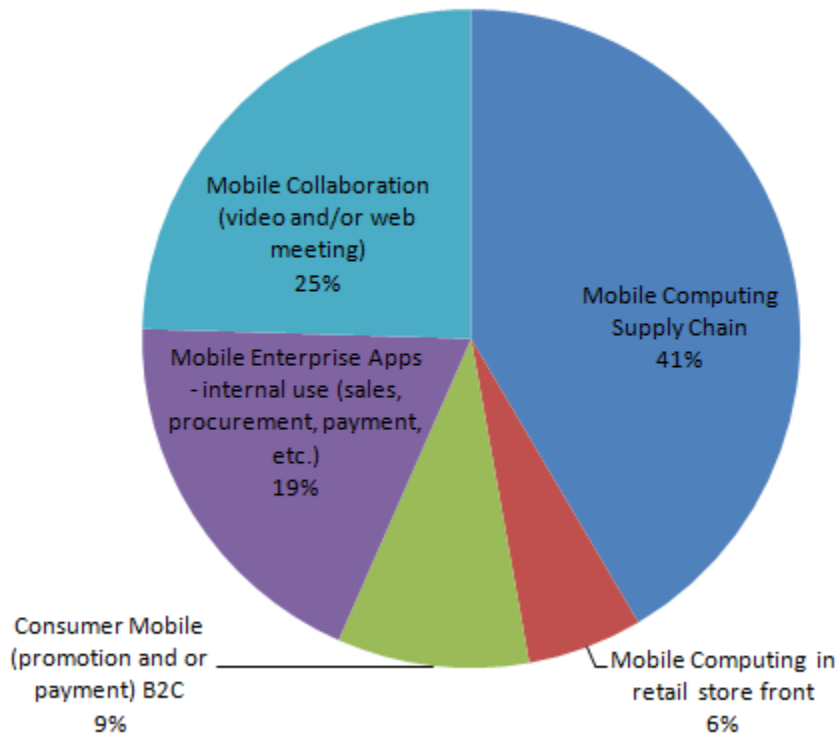 Mobile Collaboration
(video and/or web
meeting)
25%
Mobile Computing
Supply Chain
41%
Mobile Enterprise Apps
- internal use (sales,
procurement, payment,
etc.)
19%
Consumer Mobile
(promotion and or
payment) B2C
9%
Mobile Computing in
retail store front
6%